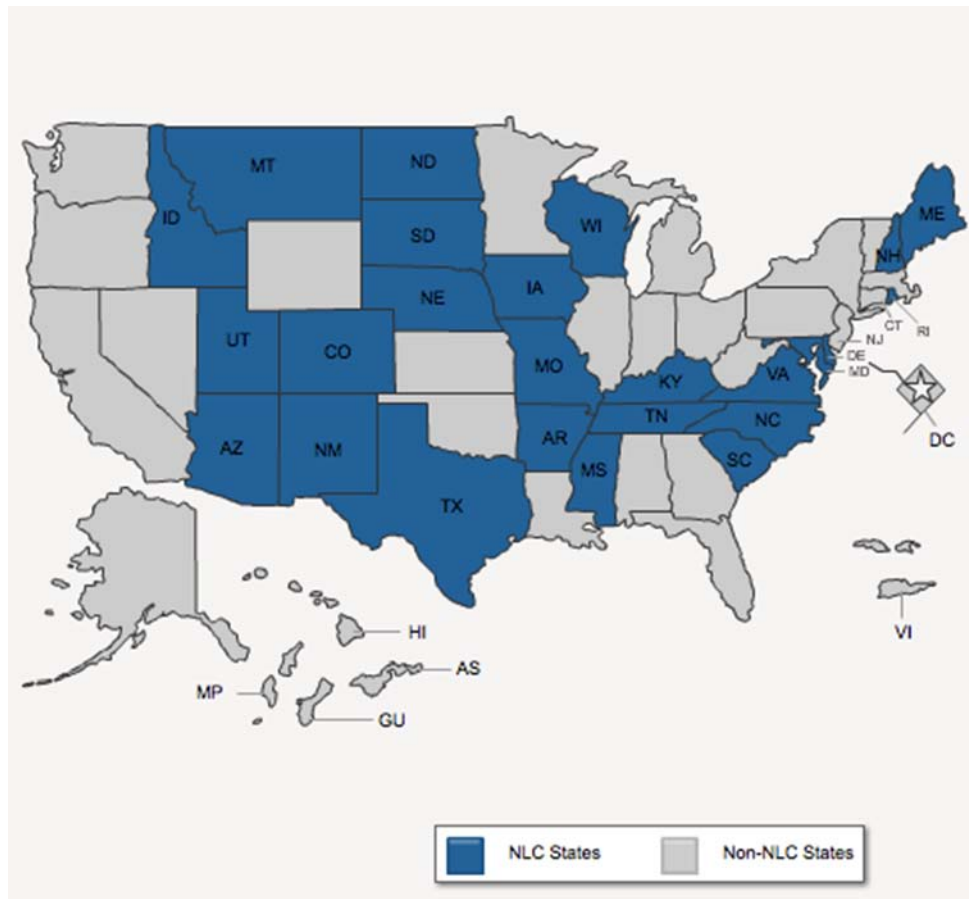 MT
ND
ID
SD
WI
ME
NH
NE
IA
UT
CO
MO
KY
VA
CT
RI
NJ
DE
MD
DC
AZ
NM
AR
TN
NC
MS
SC
TX
HI
AS
MP
GU
VI
NLC States
Non-NLC States